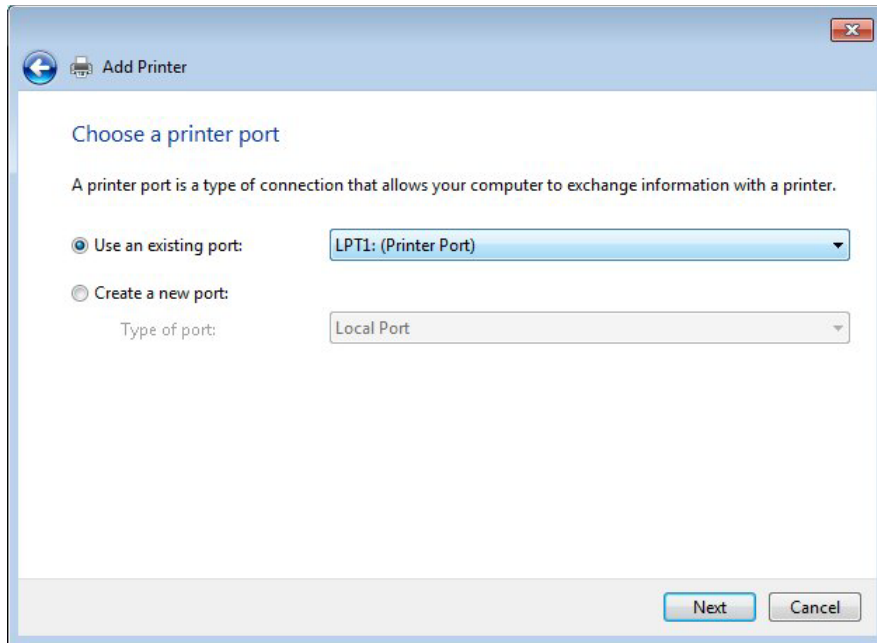 Add Printer
Choose a printer port
A printer port is a type of connection that allows your computer to exchange information with a printer.
Use an existing port: LPT1: (Printer Port)
Create a new port:
Type of port: Local Port
Next Cancel